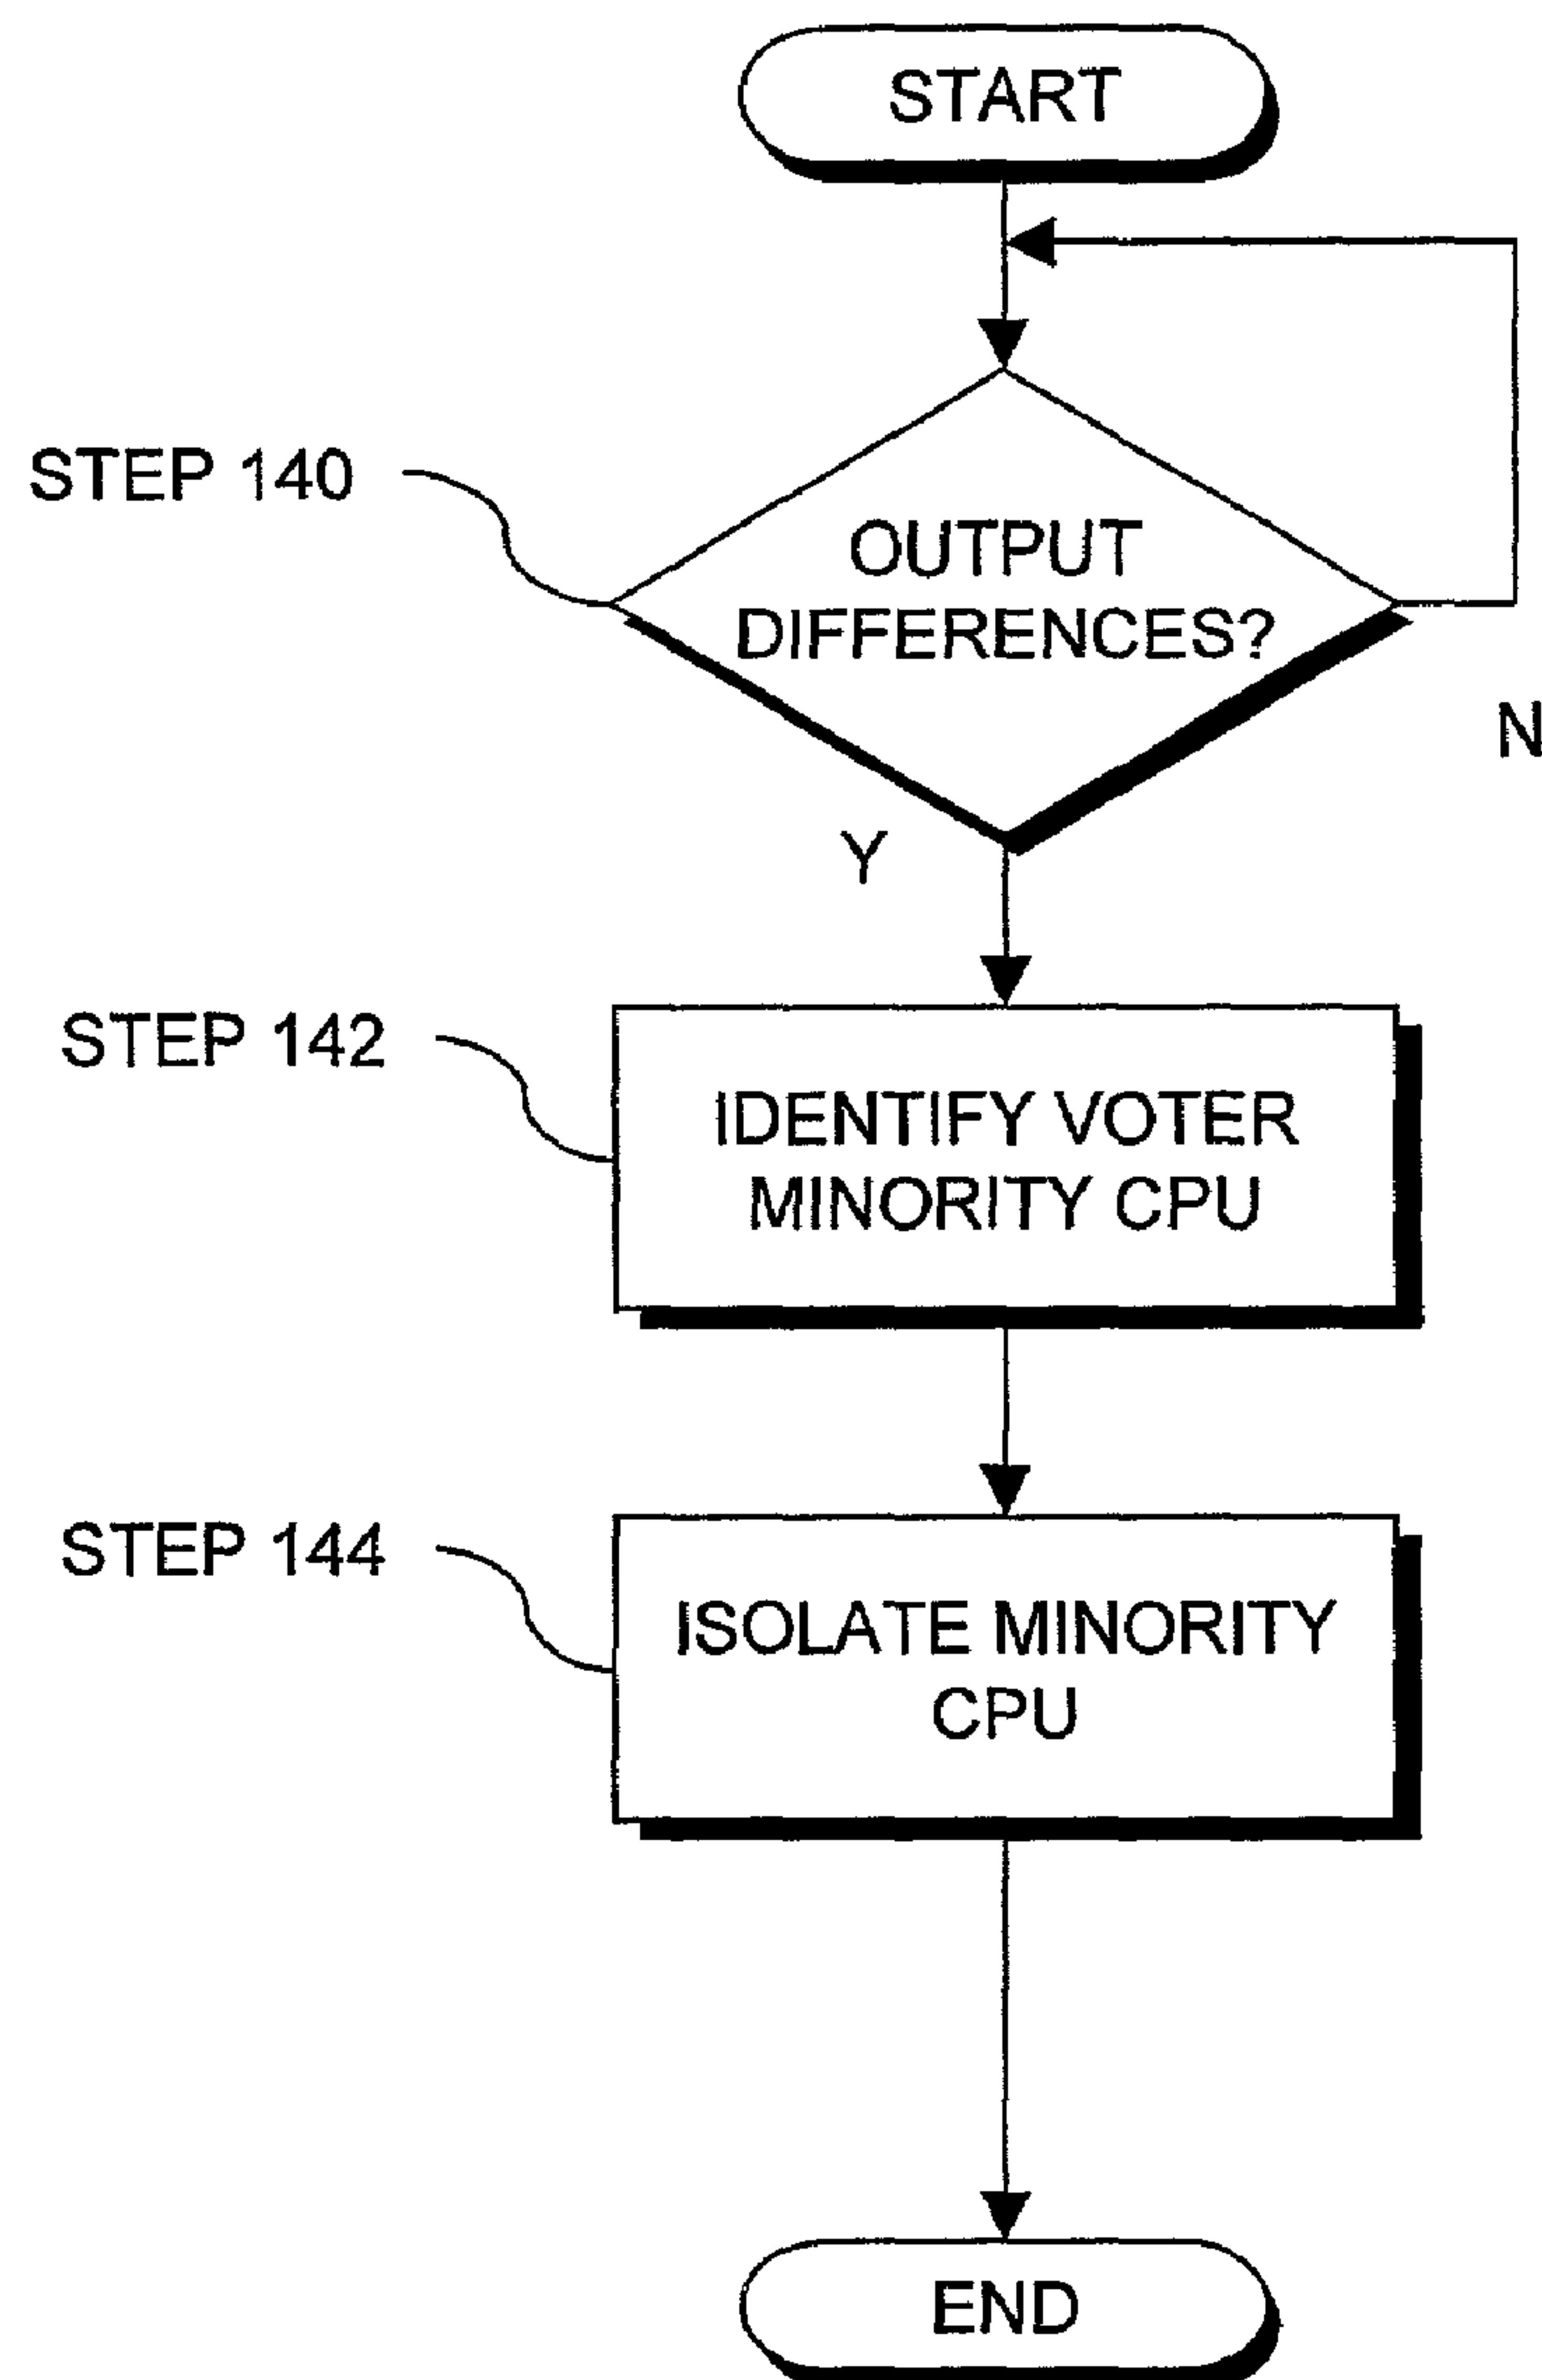 START
STEP 140
OUTPUT
DIFFERENCES?
N
Y
STEP 142
IDENTIFY VOTER
MINORITY CPU
STEP 144
ISOLATE MINORITY
CPU
END